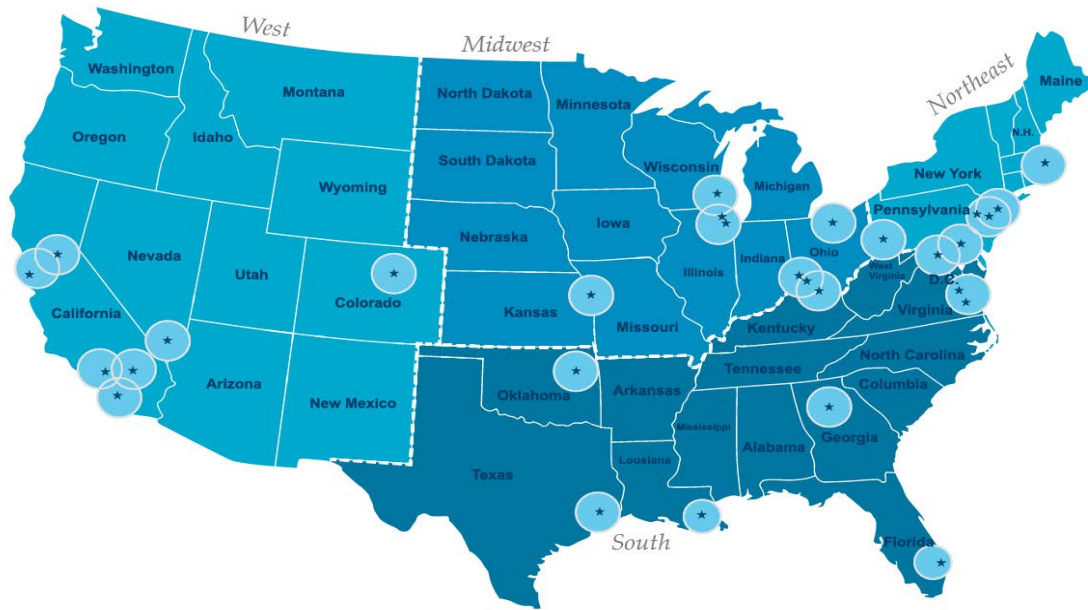 West
Midwest
Northeast
Washington
Montana
North Dakota
Minnesota
Maine
Oregon
Idaho
N.H.
South Dakota
Wisconsin
New York
Michigan
Wyoming
Pennsylvania
Iowa
Nebraska
Nevada
Ohio
Utah
Illinois
Indiana
West
Virginia
D.C.
Colorado
California
Kansas
Virginia
Missouri
Kentucky
North Carolina
Arizona
Tennessee
Columbia
Oklahoma
Arkansas
New Mexico
Mississippi
Georgia
Alabama
Lousiana
Texas
South
Florida